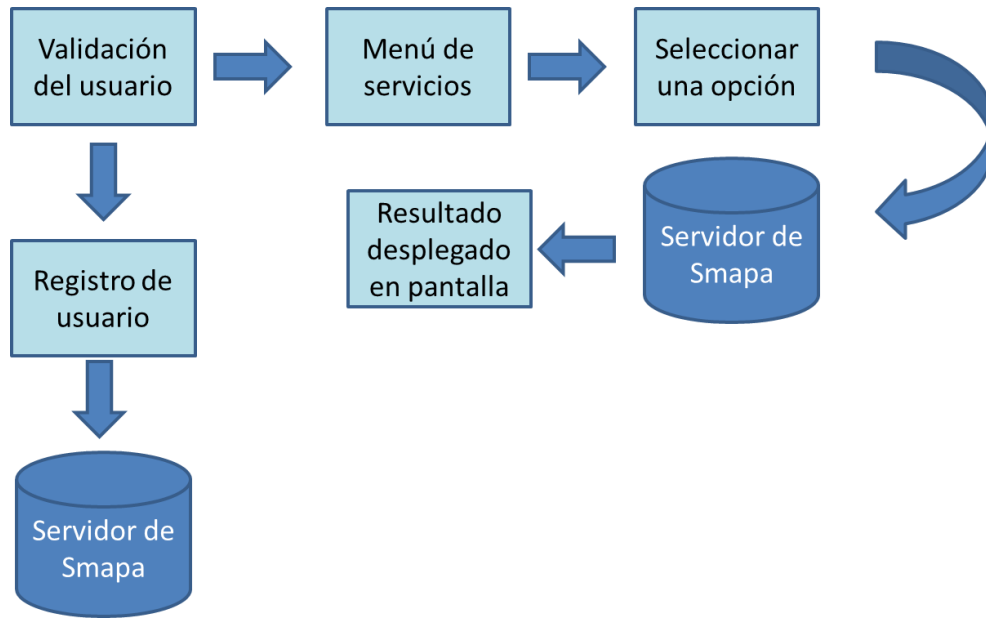 Validación
del usuario
Menú de
servicios
Seleccionar
una opción
Resultado
desplegado
en pantalla
Servidor de
Smapa
Registro de
usuario
Servidor de
Smapa